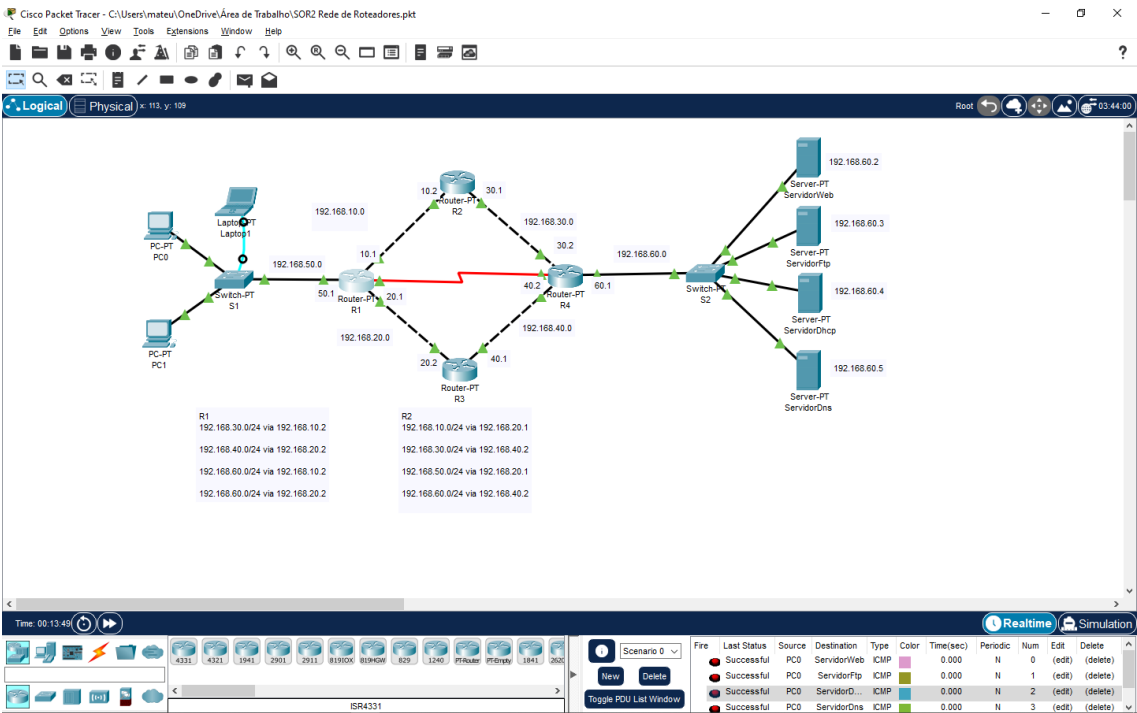 Cisco Packet Tracer - C:\Users\mateu\OneDrive\Área de Trabalho\SOR2 Rede de Roteadores.pkt
File Edit Options View Tools Extensions Window Help
?
Logical Physical x: 113, y: 109 Root 03:44:00
192.168.60.2
Server-PT
ServidorWeb
10.2 30.1
Router-PT
R2
192.168.10.0
192.168.30.0
Laptop-PT
Laptop1
192.168.60.3
PC-PT
PC0
Server-PT
ServidorFtp
30.2
10.1
192.168.60.0
192.168.50.0
Switch-PT
S1
50.1
Router-PT
R1
20.1
40.2
Router-PT
R4
60.1
Switch-PT
S2
192.168.60.4
Server-PT
ServidorDhcp
192.168.20.0
192.168.40.0
PC-PT
PC1
20.2
40.1
Router-PT
R3
192.168.60.5
Server-PT
ServidorDns
R1
192.168.30.0/24 via 192.168.10.2
192.168.40.0/24 via 192.168.20.2
192.168.60.0/24 via 192.168.10.2
192.168.60.0/24 via 192.168.20.2
R2
192.168.10.0/24 via 192.168.20.1
192.168.30.0/24 via 192.168.40.2
192.168.50.0/24 via 192.168.20.1
192.168.60.0/24 via 192.168.40.2
Time: 00:13:49
Realtime Simulation
4331 4321 1941 2901 2911 819IOX 819HGW 829 1240 PT-Router PT-Empty 1841 2620
ISR4331
Scenario 0
New Delete
Toggle PDU List Window
Fire Last Status Source Destination Type Color Time(sec) Periodic Num Edit Delete
Successful PC0 ServidorWeb ICMP 0.000 N 0 (edit) (delete)
Successful PC0 ServidorFtp ICMP 0.000 N 1 (edit) (delete)
Successful PC0 ServidorD... ICMP 0.000 N 2 (edit) (delete)
Successful PC0 ServidorDns ICMP 0.000 N 3 (edit) (delete)